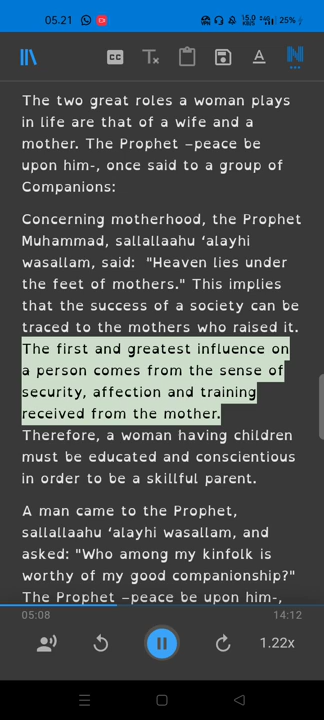 05.21
15.0
KB/S
25%
CC
The two great roles a woman plays
in life are that of a wife and a
mother. The Prophet –peace be
upon him-, once said to a group of
Companions:
Concerning motherhood, the Prophet
Muhammad, sallallaahu ‘alayhi
wasallam, said:  "Heaven lies under
the feet of mothers." This implies
that the success of a society can be
traced to the mothers who raised it.
The first and greatest influence on
a person comes from the sense of
security, affection and training
received from the mother.
Therefore, a woman having children
must be educated and conscientious
in order to be a skillful parent.
A man came to the Prophet,
sallallaahu ‘alayhi wasallam, and
asked: "Who among my kinfolk is
worthy of my good companionship?"
The Prophet –peace be upon him-,
05:08
14:12
1.22x